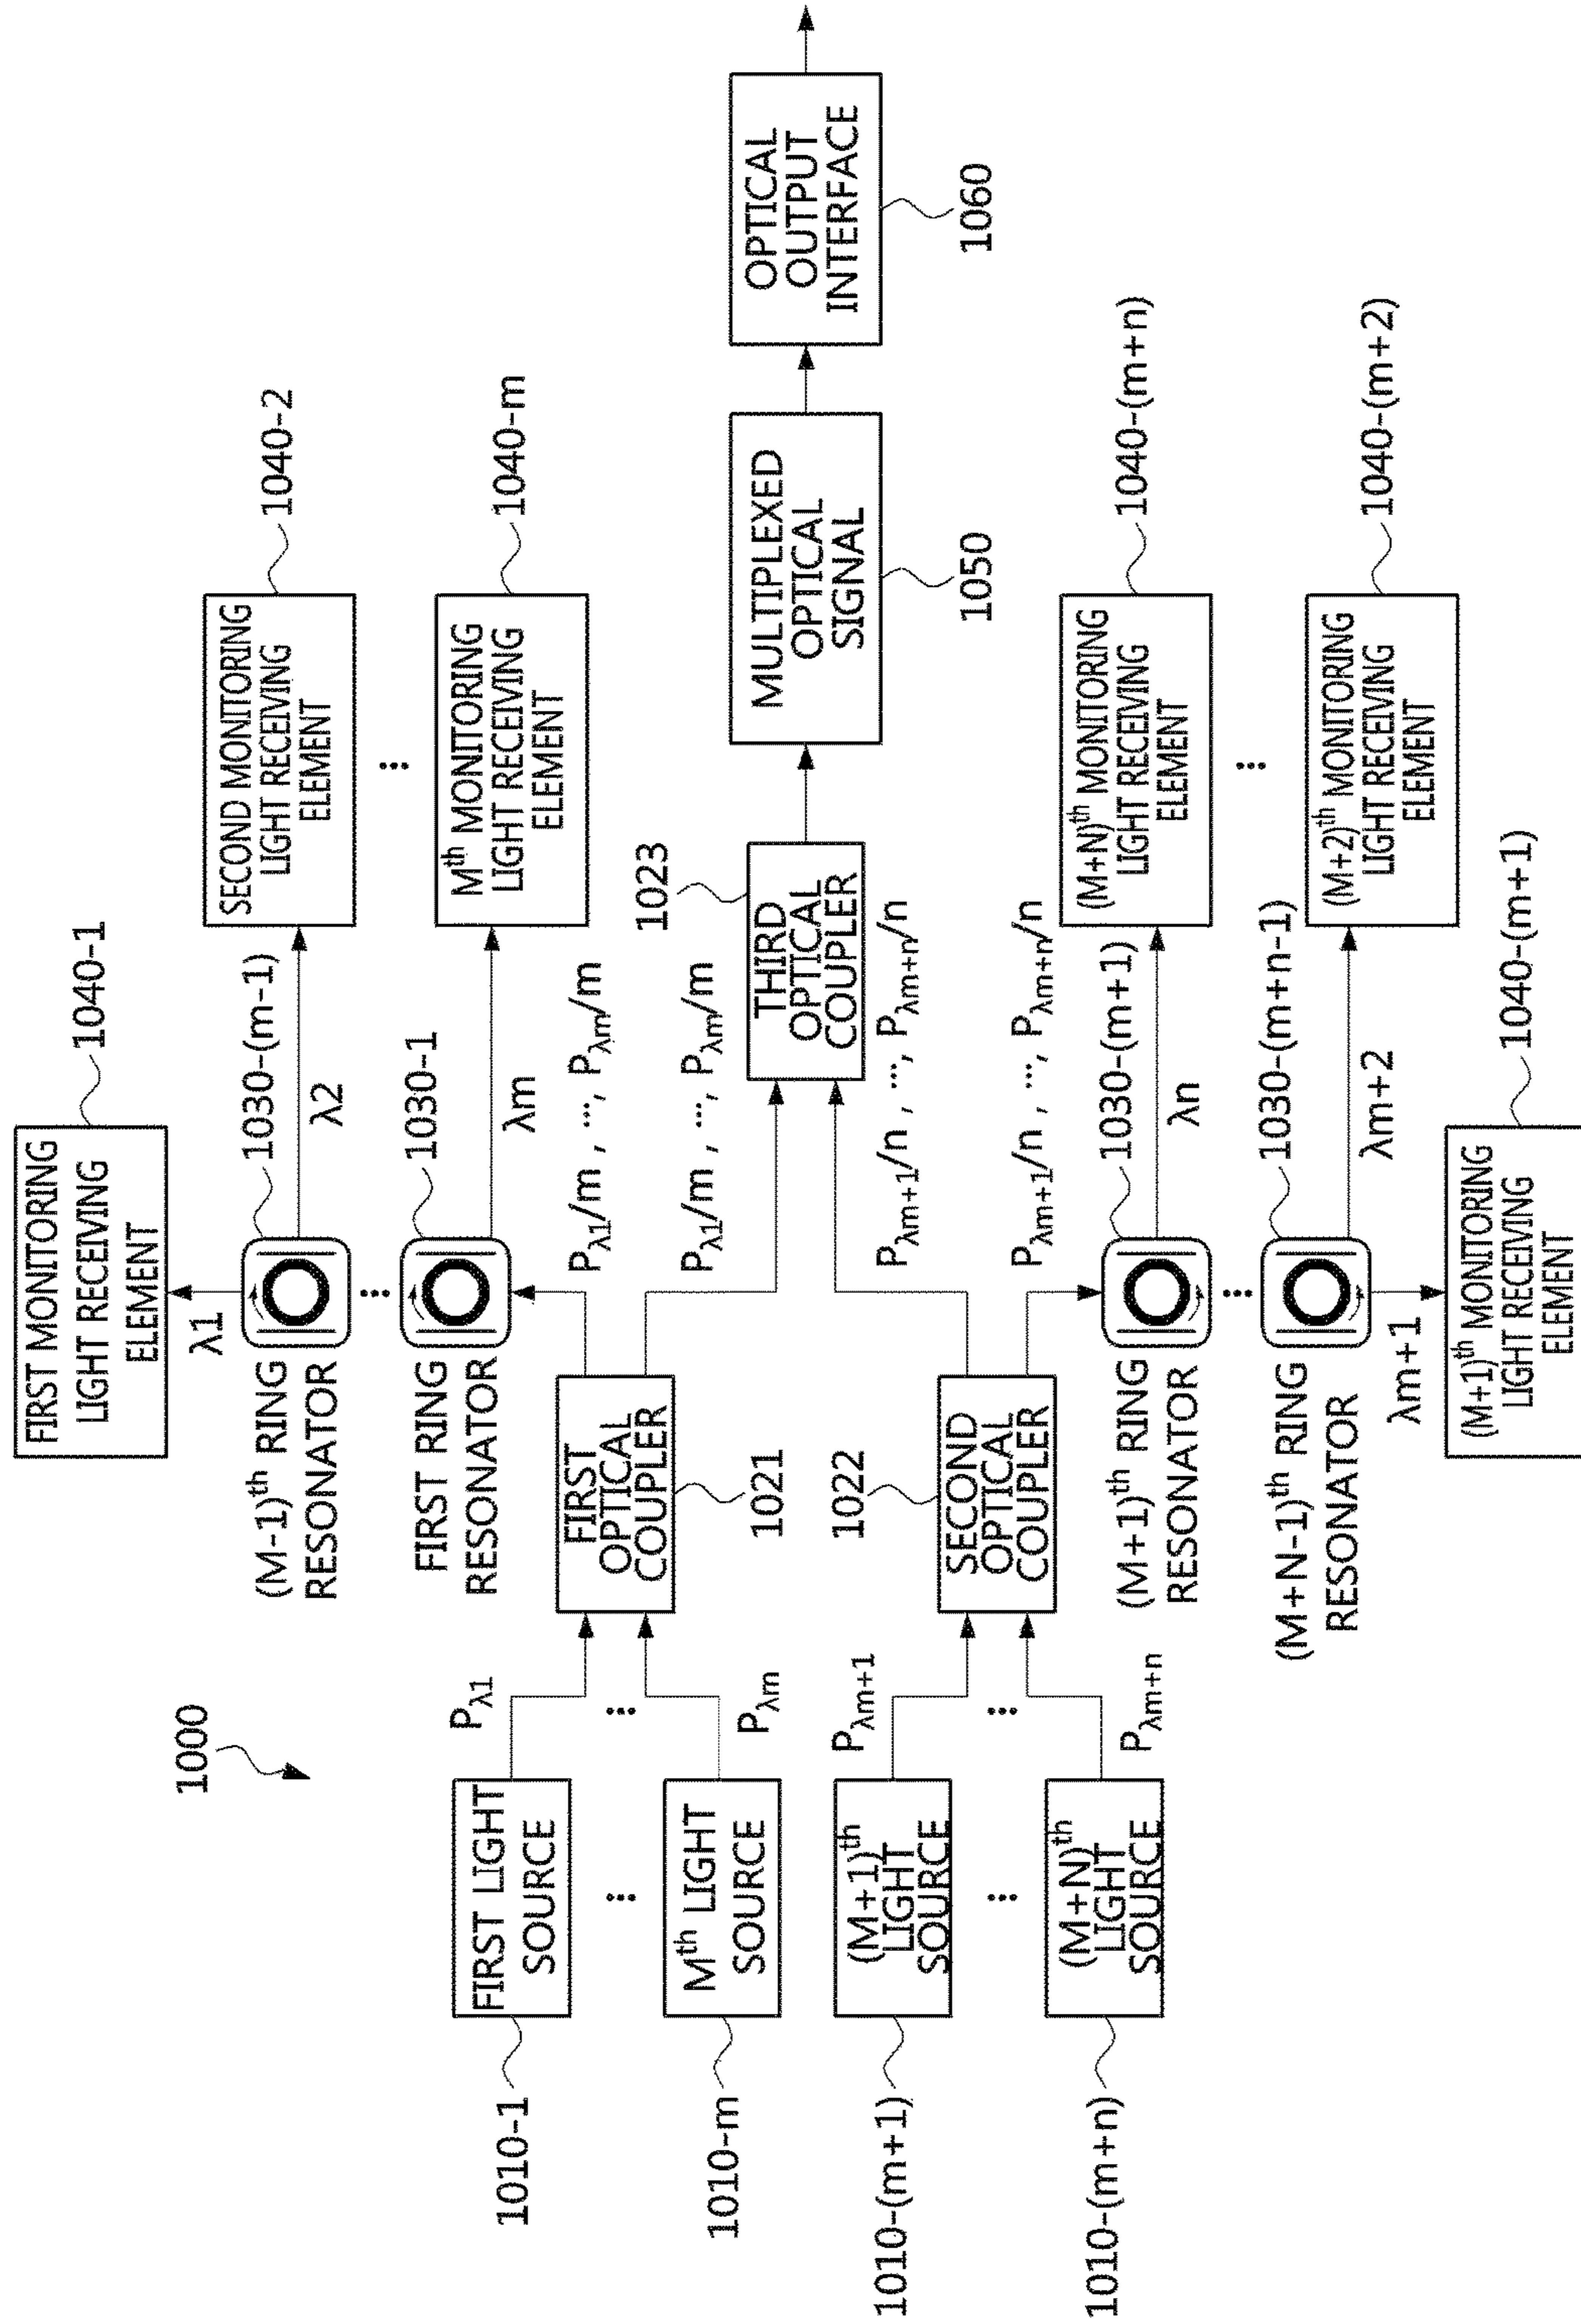 1000
FIRST MONITORING
LIGHT RECEIVING
ELEMENT
1040-1
λ1
(M-1)th RING
RESONATOR
1030-(m-1)
λ2
SECOND MONITORING
LIGHT RECEIVING
ELEMENT
1040-2
FIRST RING
RESONATOR
1030-1
λm
Mth MONITORING
LIGHT RECEIVING
ELEMENT
1040-m
1010-1
FIRST LIGHT
SOURCE
Pλ1
1010-m
Mth LIGHT
SOURCE
Pλm
FIRST
OPTICAL
COUPLER
1021
Pλ1/m , ..., Pλm/m
Pλ1/m , ..., Pλm/m
1010-(m+1)
(M+1)th
LIGHT
SOURCE
Pλm+1
1010-(m+n)
(M+N)th
LIGHT
SOURCE
Pλm+n
1022
SECOND
OPTICAL
COUPLER
Pλm+1/n , ..., Pλm+n/n
Pλm+1/n , ..., Pλm+n/n
1023
THIRD
OPTICAL
COUPLER
MULTIPLEXED
OPTICAL
SIGNAL
1050
OPTICAL
OUTPUT
INTERFACE
1060
(M+1)th RING
RESONATOR
1030-(m+1)
λn
(M+N)th MONITORING
LIGHT RECEIVING
ELEMENT
1040-(m+n)
(M+N-1)th RING
RESONATOR
1030-(m+n-1)
λm+2
(M+2)th MONITORING
LIGHT RECEIVING
ELEMENT
1040-(m+2)
λm+1
(M+1)th MONITORING
LIGHT RECEIVING
ELEMENT
1040-(m+1)